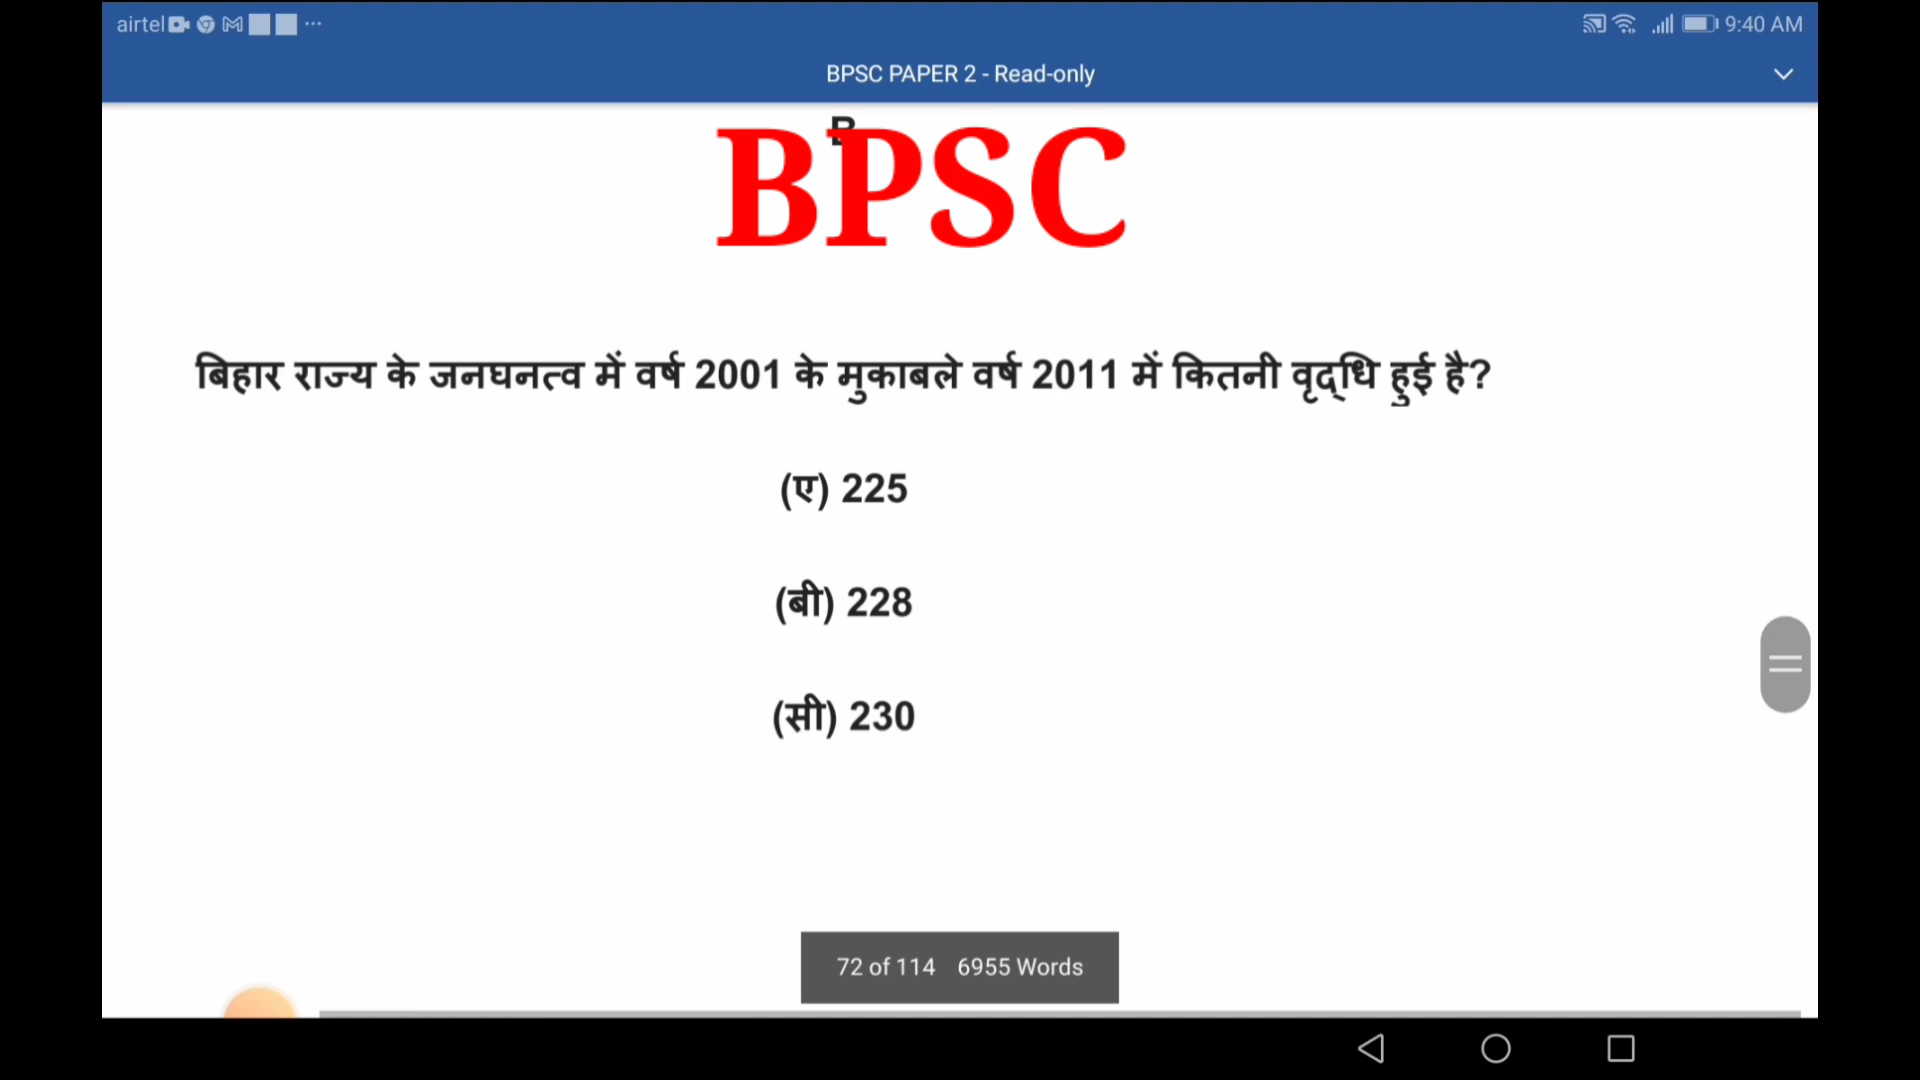 airtel
9:40 AM
BPSC PAPER 2 - Read-only
B
BPSC
बिहार राज्य के जनघनत्व में वर्ष 2001 के मुकाबले वर्ष 2011 में कितनी वृद्धि हुई है?
(ए) 225
(बी) 228
(सी) 230
72 of 114 6955 Words